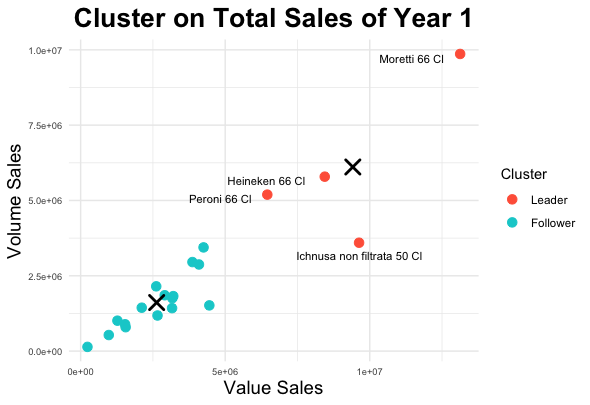 Cluster on Total Sales of Year 1
1.0e+07
7.5e+06
5.0e+06
2.5e+06
0.0e+00
Volume Sales
Moretti 66 Cl
Heineken 66 Cl
Peroni 66 Cl
Ichnusa non filtrata 50 Cl
0e+00 5e+06 1e+07
Value Sales
Cluster
Leader
Follower